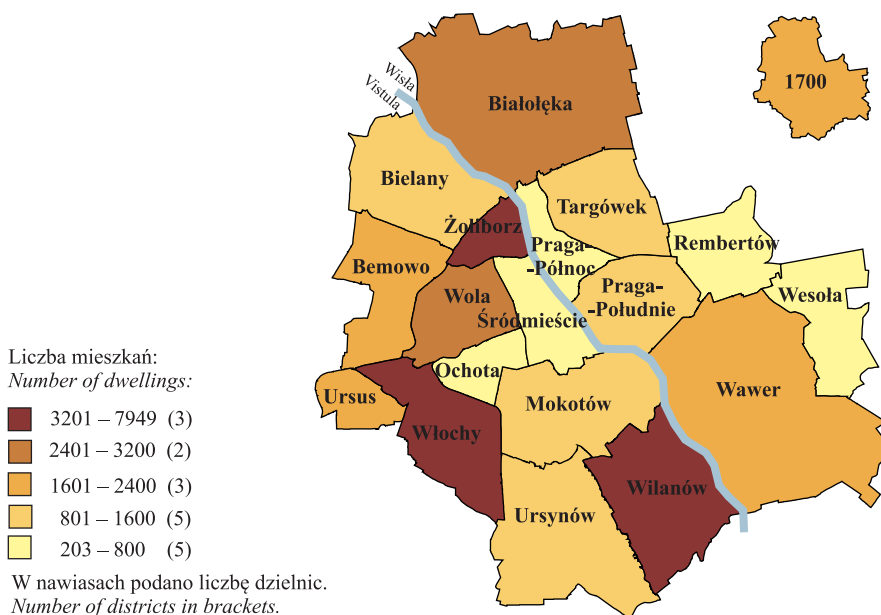 1700
Wisła
Vistula
Białołęka
Bielany
Targówek
Żoliborz
Praga-
-Północ
Rembertów
Bemowo
Wola
Praga-
-Południe
Wesoła
Śródmieście
Ochota
Ursus
Mokotów
Wawer
Włochy
Wilanów
Ursynów
Liczba mieszkań:
Number of dwellings:
3201 – 7949 (3)
2401 – 3200 (2)
1601 – 2400 (3)
801 – 1600 (5)
203 – 800 (5)
W nawiasach podano liczbę dzielnic.
Number of districts in brackets.